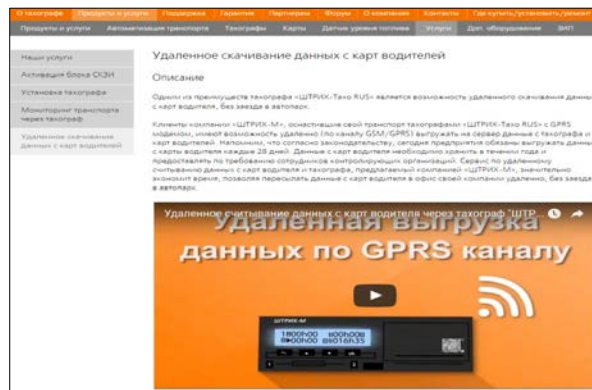 О тахографе Продукты и услуги Поддержка Гарантия Партнерам Форум О компании Контакты Где купить/установить/ремонт
Продукты и услуги Автоматизация транспорта Тахографы Карты Датчик уровня топлива Услуги Доп. оборудование ВИП
Наши услуги
Активация блока СКЗИ
Установка тахографа
Мониторинг транспорта
через тахограф
Удаленное скачивание
данных с карт водителей
Удаленное скачивание данных с карт водителей
Описание
Одним из преимуществ тахографа «ШТРИХ-Тахо RUS» является возможность удаленного скачивания данны
с карт водителя, без заезда в автопарк.
Клиенты компании «ШТРИХ-М», оснастившие свой транспорт тахографами «ШТРИХ-Тахо RUS» с GPRS
модемом, имеют возможность удаленно (по каналу GSM/GPRS) выгружать на сервер данные с тахографа и
карт водителей. Напомним, что согласно законодательству, сегодня предприятия обязаны выгружать данны
с карты водителя каждые 28 дней. Данные с карт водителя необходимо хранить в течении года и
предоставлять по требованию сотрудников контролирующих организаций. Сервис по удаленному
считыванию данных с карт водителя и тахографа, предлагаемый компанией «ШТРИХ-М», значительно
экономит время, позволяя пересылать данные с карт водителя в офис своей компании удаленно, без заезда
в автопарк.
Удаленное считывание данных с карт водителя через тахограф "ШТР...
Удаленная выгрузка
данных по GPRS каналу
ШТРИХ-М